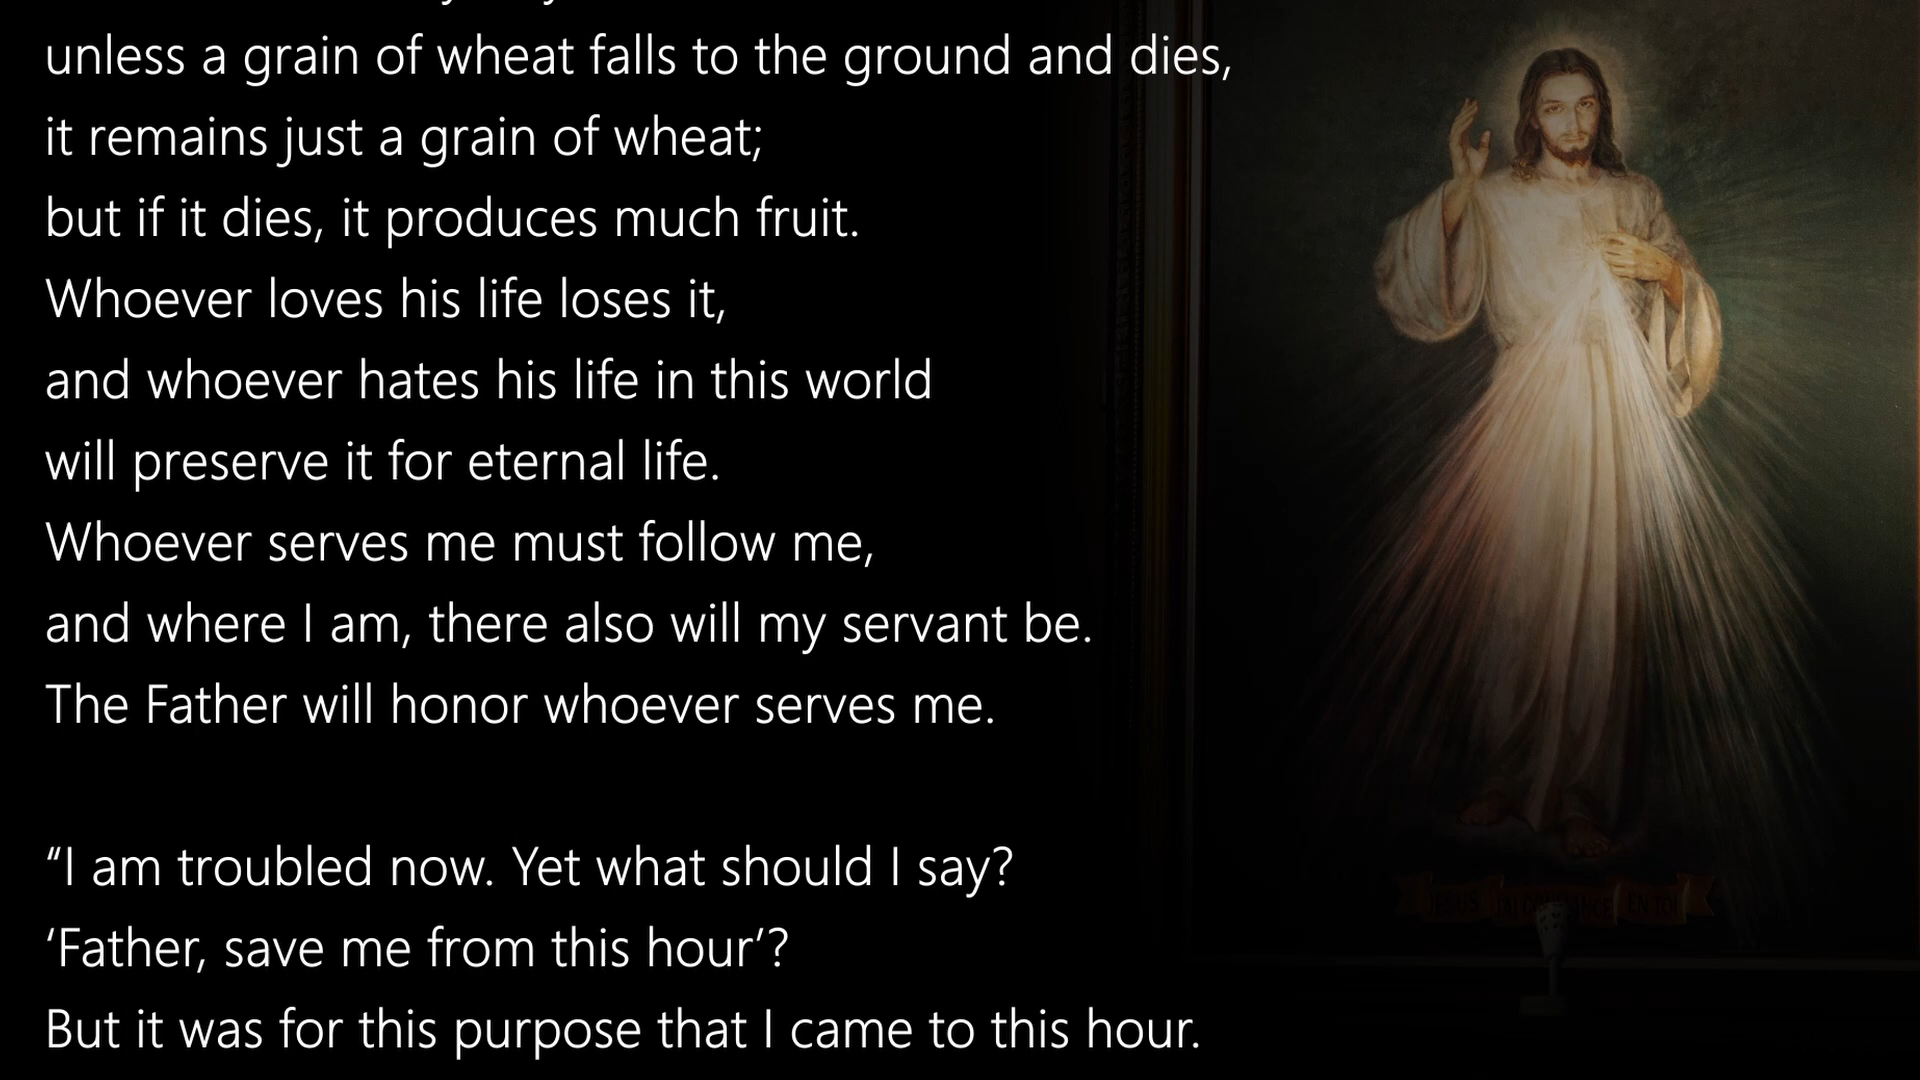 unless a grain of wheat falls to the ground and dies,
it remains just a grain of wheat;
but if it dies, it produces much fruit.
Whoever loves his life loses it,
and whoever hates his life in this world
will preserve it for eternal life.
Whoever serves me must follow me,
and where I am, there also will my servant be.
The Father will honor whoever serves me.
“I am troubled now. Yet what should I say?
‘Father, save me from this hour’?
But it was for this purpose that I came to this hour.
JESUS EN TOI